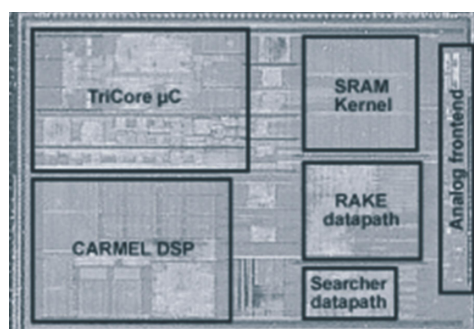 TriCore µC
SRAM
Kernel
Analog frontend
CARMEL DSP
RAKE
datapath
Searcher
datapath